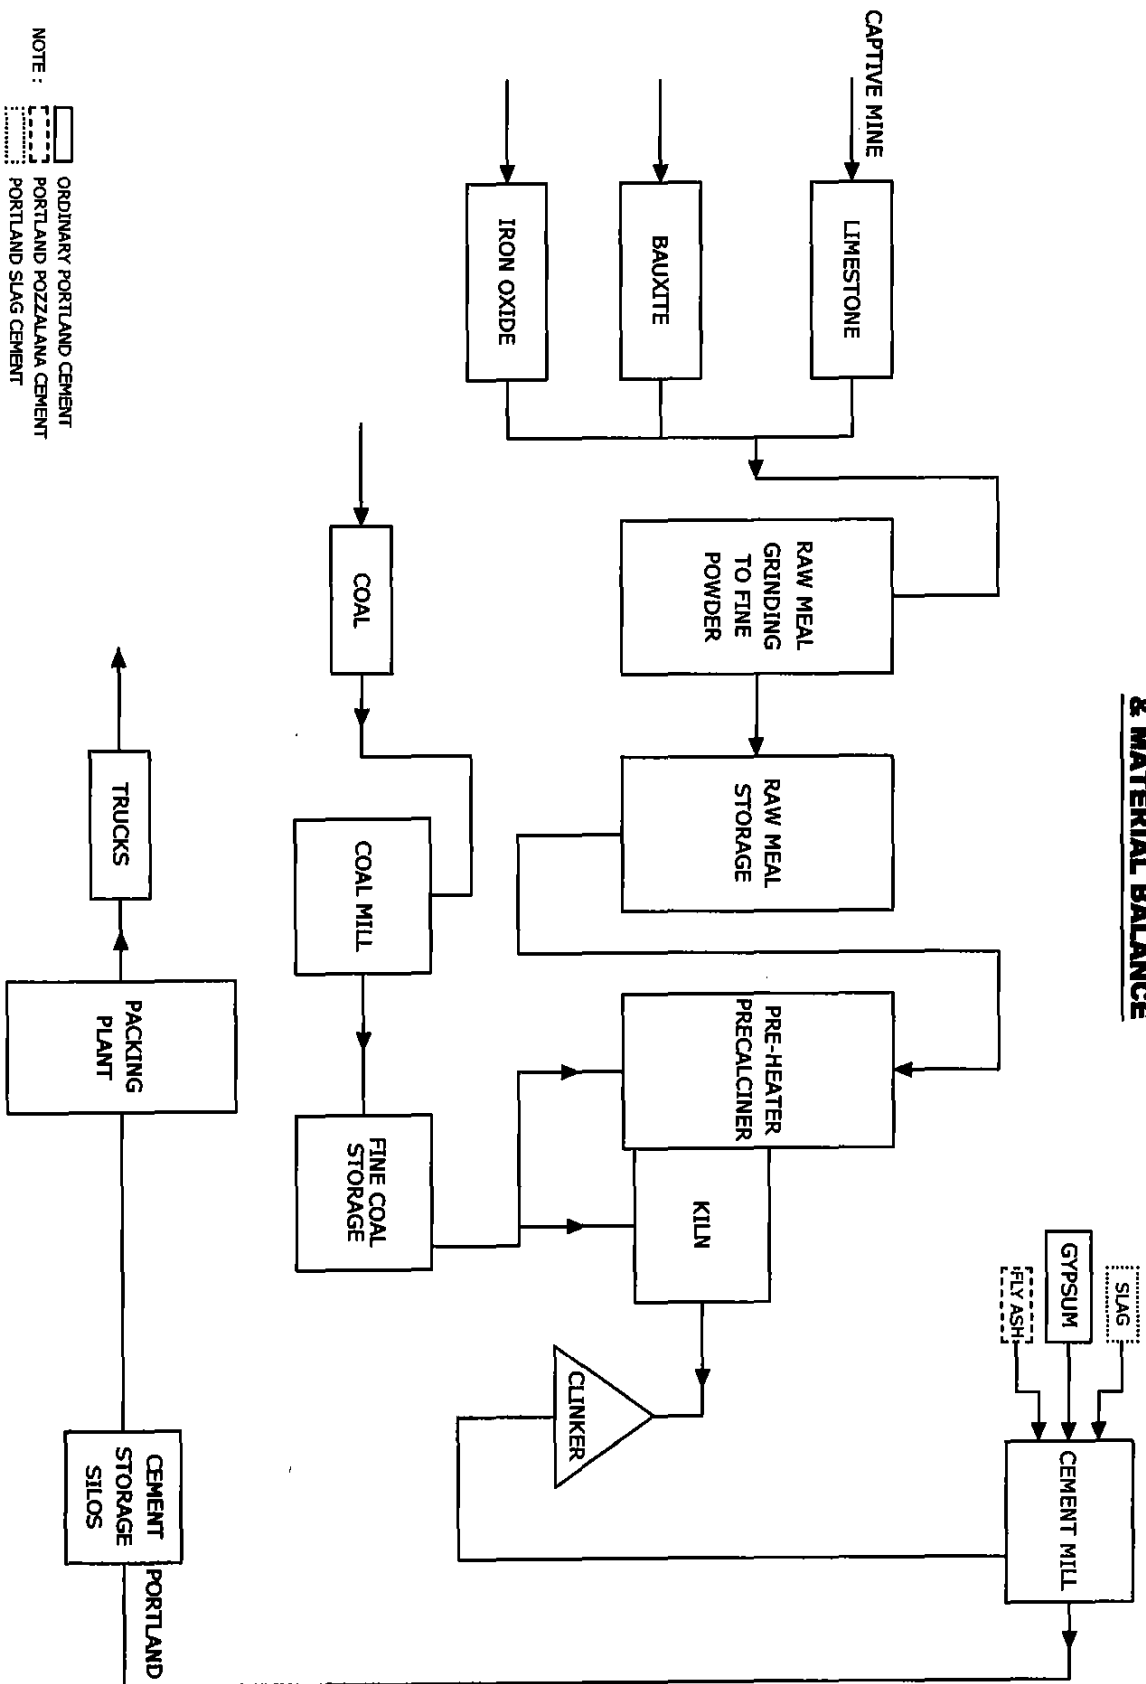 & MATERIAL BALANCE
CAPTIVE MINE
LIMESTONE
BAUXITE
IRON OXIDE
RAW MEAL
GRINDING
TO FINE
POWDER
RAW MEAL
STORAGE
PRE-HEATER
PRECALCINER
KILN
COAL
COAL MILL
FINE COAL
STORAGE
CLINKER
SLAG
GYPSUM
FLY ASH
CEMENT MILL
PORTLAND
CEMENT
STORAGE
SILOS
PACKING
PLANT
TRUCKS
NOTE :
ORDINARY PORTLAND CEMENT
PORTLAND POZZALANA CEMENT
PORTLAND SLAG CEMENT